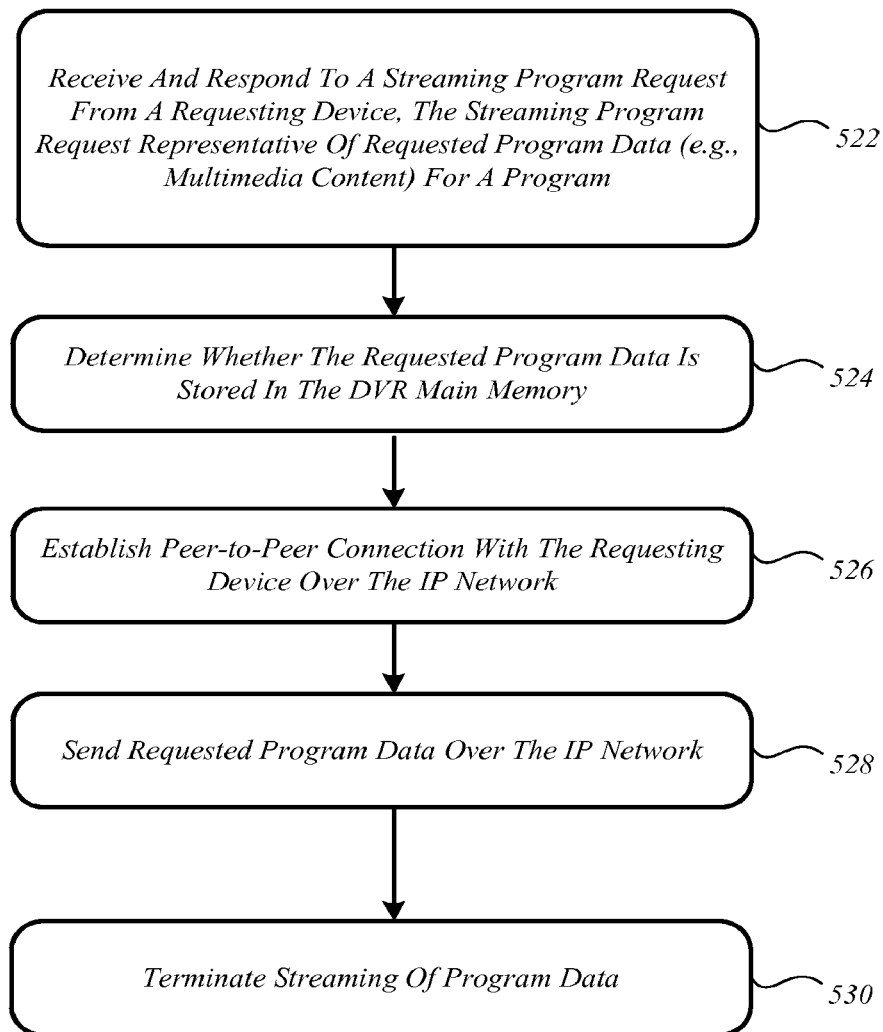 Receive And Respond To A Streaming Program Request
From A Requesting Device, The Streaming Program
Request Representative Of Requested Program Data (e.g.,
Multimedia Content) For A Program
522
Determine Whether The Requested Program Data Is
Stored In The DVR Main Memory
524
Establish Peer-to-Peer Connection With The Requesting
Device Over The IP Network
526
Send Requested Program Data Over The IP Network
528
Terminate Streaming Of Program Data
530